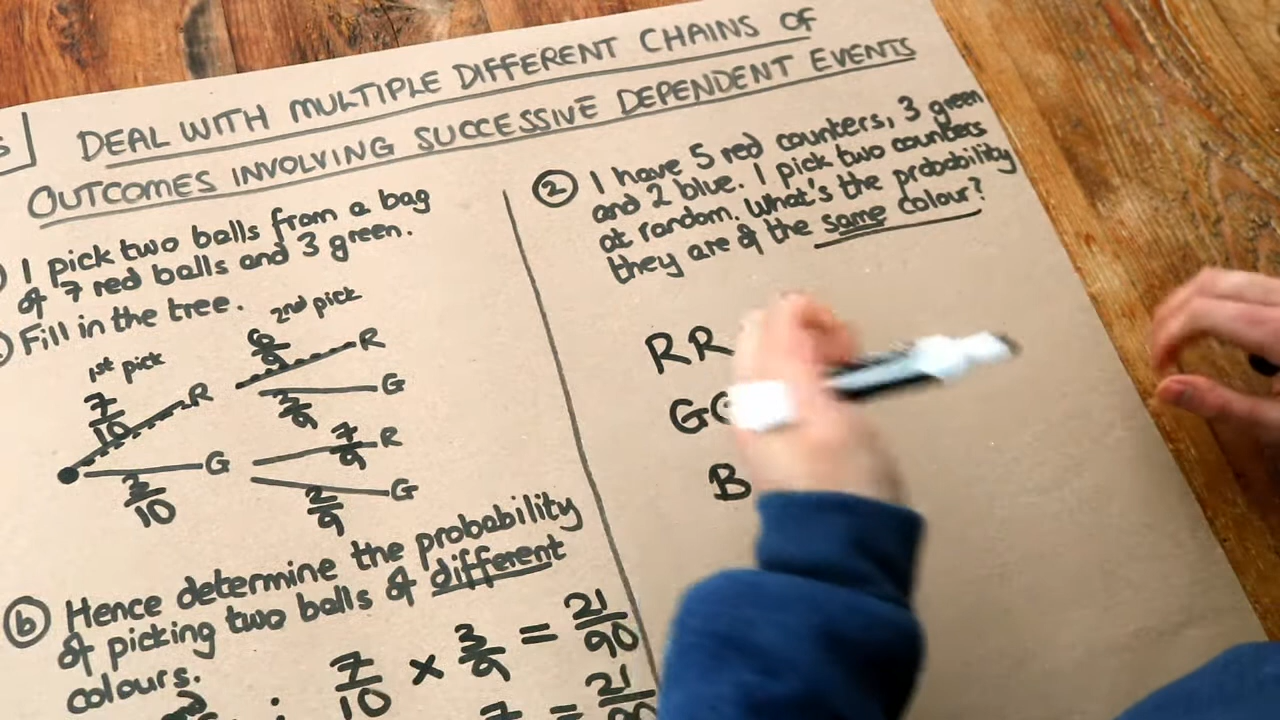 DEAL WITH MULTIPLE DIFFERENT CHAINS OF
OUTCOMES INVOLVING SUCCESSIVE DEPENDENT EVENTS
I pick two balls from a bag
of 7 red balls and 3 green.
Fill in the tree.
1st pick
2nd pick
7/10
R
3/10
G
6/9
R
3/9
G
7/9
R
2/9
G
b Hence determine the probability
of picking two balls of different
colours.
7/10 × 3/9 = 21/90
= 21/90
2 I have 5 red counters, 3 green
and 2 blue. I pick two counters
at random. What's the probability
they are of the same colour?
RR
G
B